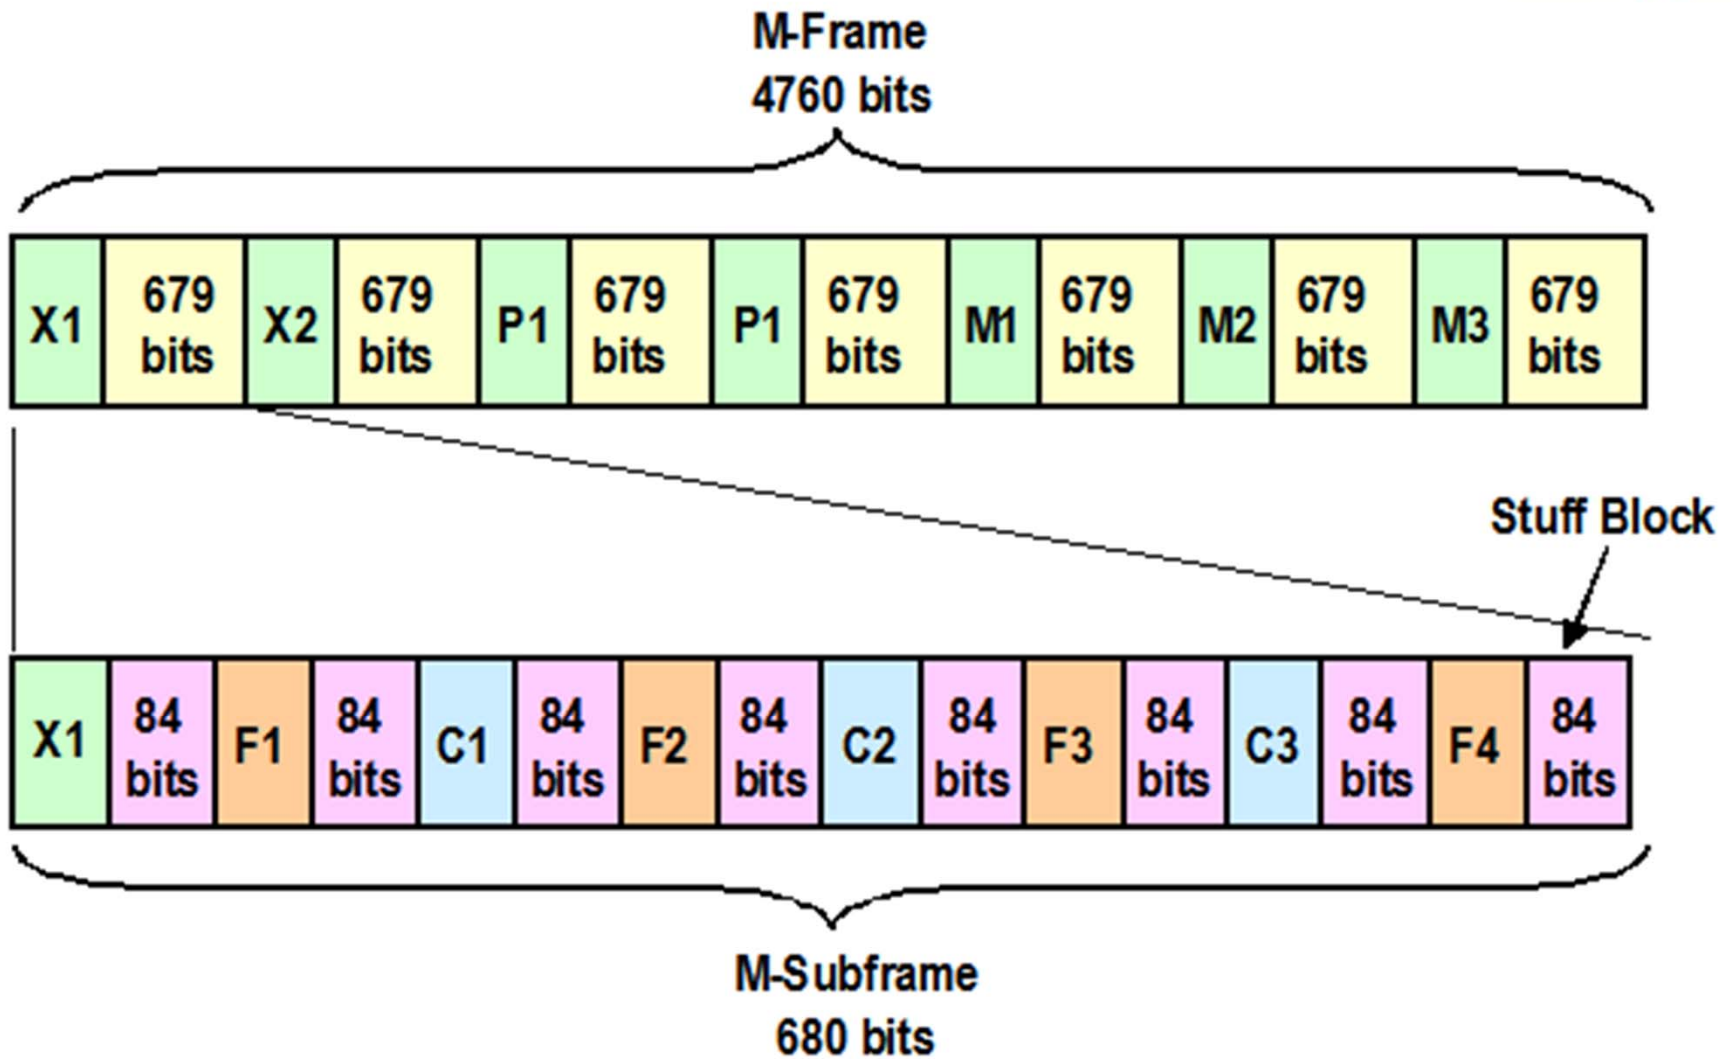 M-Frame
4760 bits
X1 679 X2 679 P1 679 P1 679 M1 679 M2 679 M3 679
bits bits bits bits bits bits bits
Stuff Block
X1 84 F1 84 C1 84 F2 84 C2 84 F3 84 C3 84 F4 84
bits bits bits bits bits bits bits bits
M-Subframe
680 bits